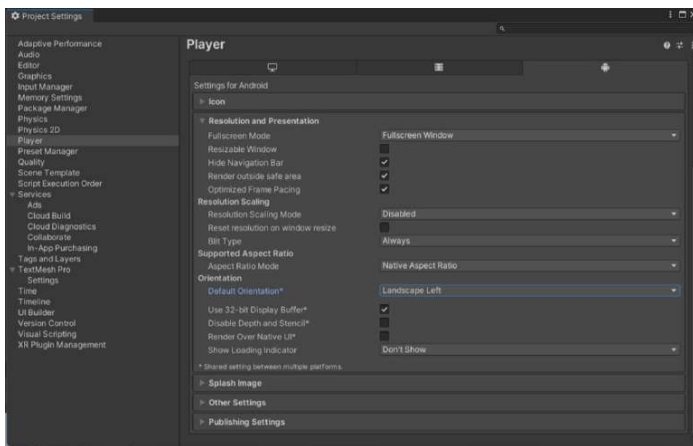 Project Settings
Adaptive Performance
Audio
Editor
Graphics
Input Manager
Memory Settings
Package Manager
Physics
Physics 2D
Player
Preset Manager
Quality
Scene Template
Script Execution Order
Services
Ads
Cloud Build
Cloud Diagnostics
Collaborate
In-App Purchasing
Tags and Layers
TextMesh Pro
Settings
Time
Timeline
UI Builder
Version Control
Visual Scripting
XR Plugin Management
Player
Settings for Android
Icon
Resolution and Presentation
Fullscreen Mode Fullscreen Window
Resizable Window
Hide Navigation Bar
Render outside safe area
Optimized Frame Pacing
Resolution Scaling
Resolution Scaling Mode Disabled
Reset resolution on window resize
Blit Type Always
Supported Aspect Ratio
Aspect Ratio Mode Native Aspect Ratio
Orientation
Default Orientation* Landscape Left
Use 32-bit Display Buffer*
Disable Depth and Stencil*
Render Over Native UI*
Show Loading Indicator Don't Show
* Shared setting between multiple platforms.
Splash Image
Other Settings
Publishing Settings